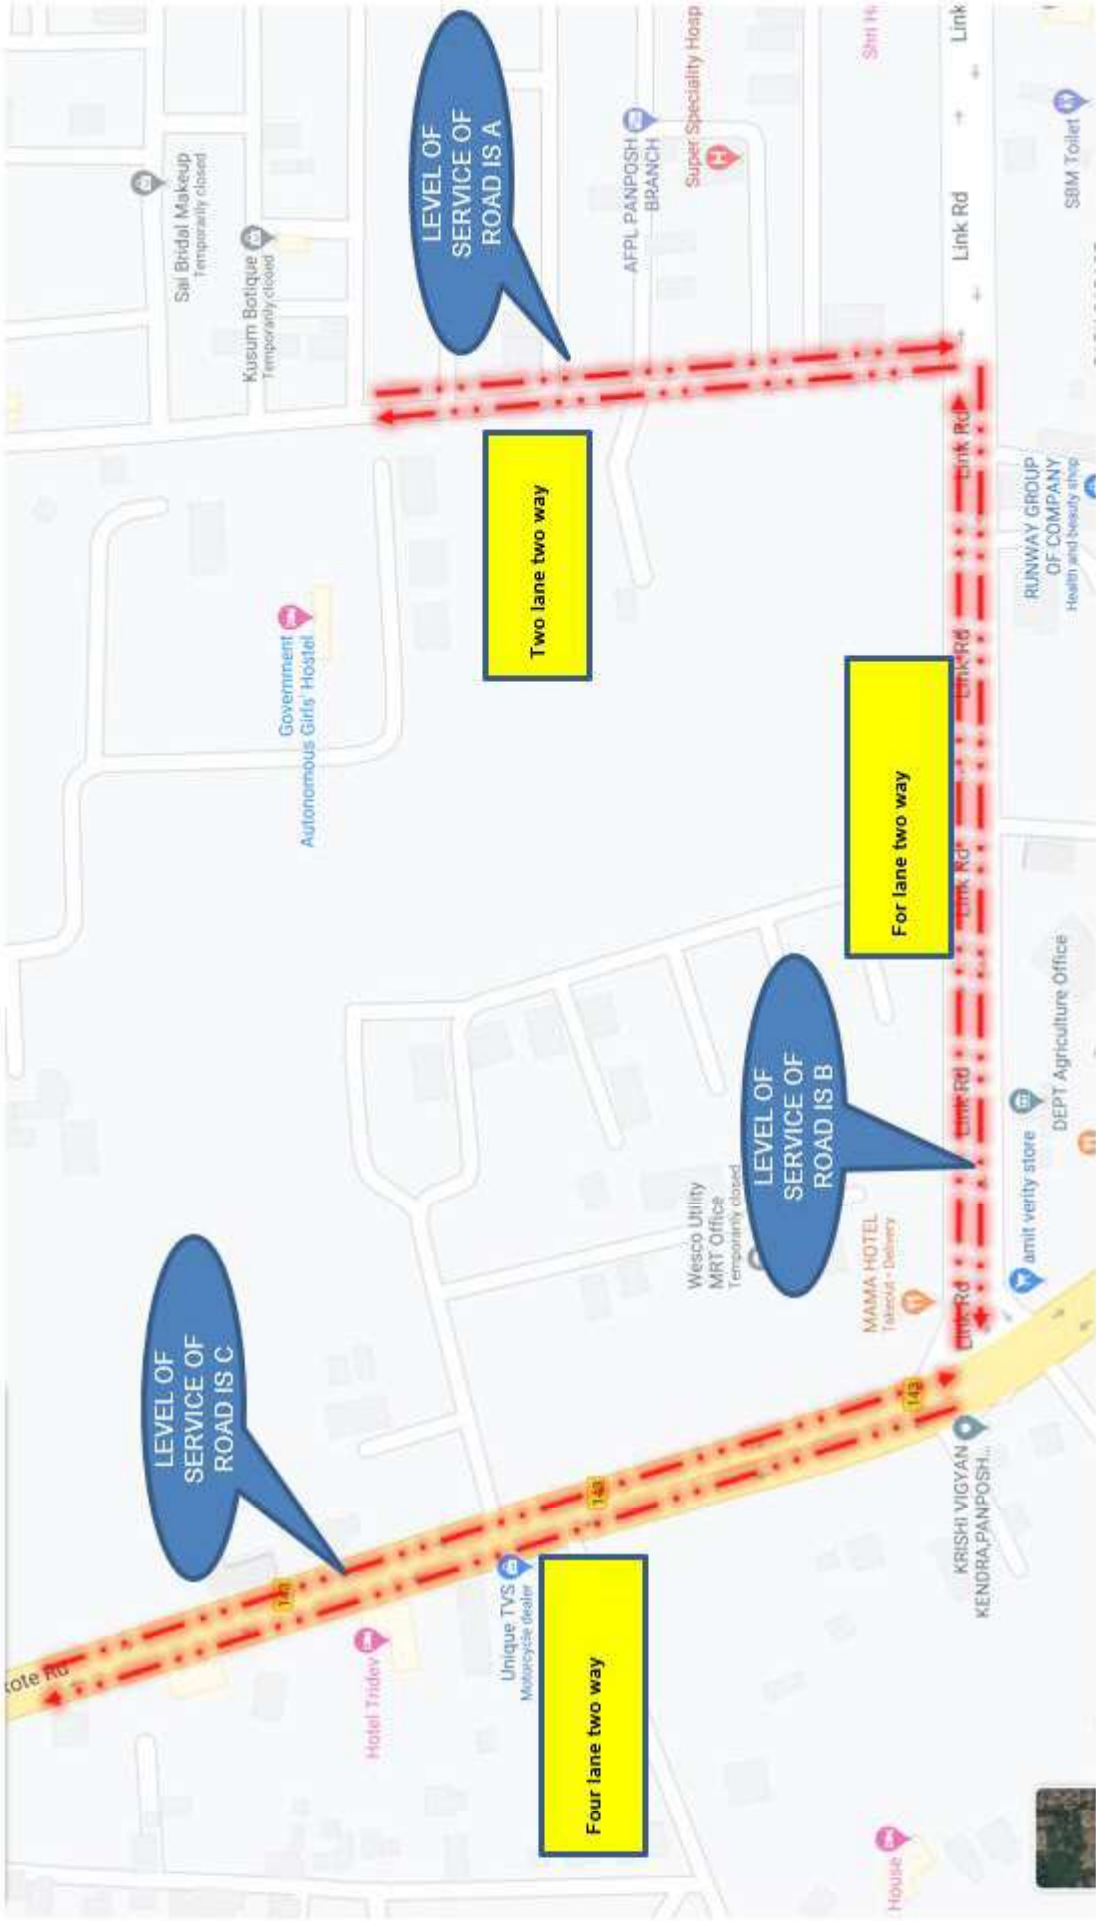 LEVEL OF
SERVICE OF
ROAD IS C
LEVEL OF
SERVICE OF
ROAD IS B
LEVEL OF
SERVICE OF
ROAD IS A
Four lane two way
For lane two way
Two lane two way
Sai Bridal Makeup
Temporarily closed
Kusum Botique
Temporarily closed
Government
Autonomous Girls' Hostel
AFPL PANPOSH
BRANCH
Super Speciality Hosp
Shri H
Link
Link Rd
Link Rd
Link Rd
Link Rd
Link Rd
Link Rd
SBM Toilet
RUNWAY GROUP
OF COMPANY
Health and beauty shop
DEPT Agriculture Office
amit verity store
Wesco Utility
MRT Office
Temporarily closed
MAMA HOTEL
Takeout • Delivery
143
143
143
KRISHI VIGYAN
KENDRA,PANPOSH...
Unique TVS
Motorcycle dealer
Hotel Tridev
kote Rd
House